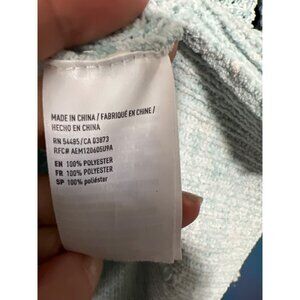 MADE IN CHINA / FABRIQUÉ EN CHINE /
HECHO EN CHINA
RN 54485/CA 03873
RFC# AEM120605U9A
EN 100% POLYESTER
FR 100% POLYESTER
SP 100% poliéster